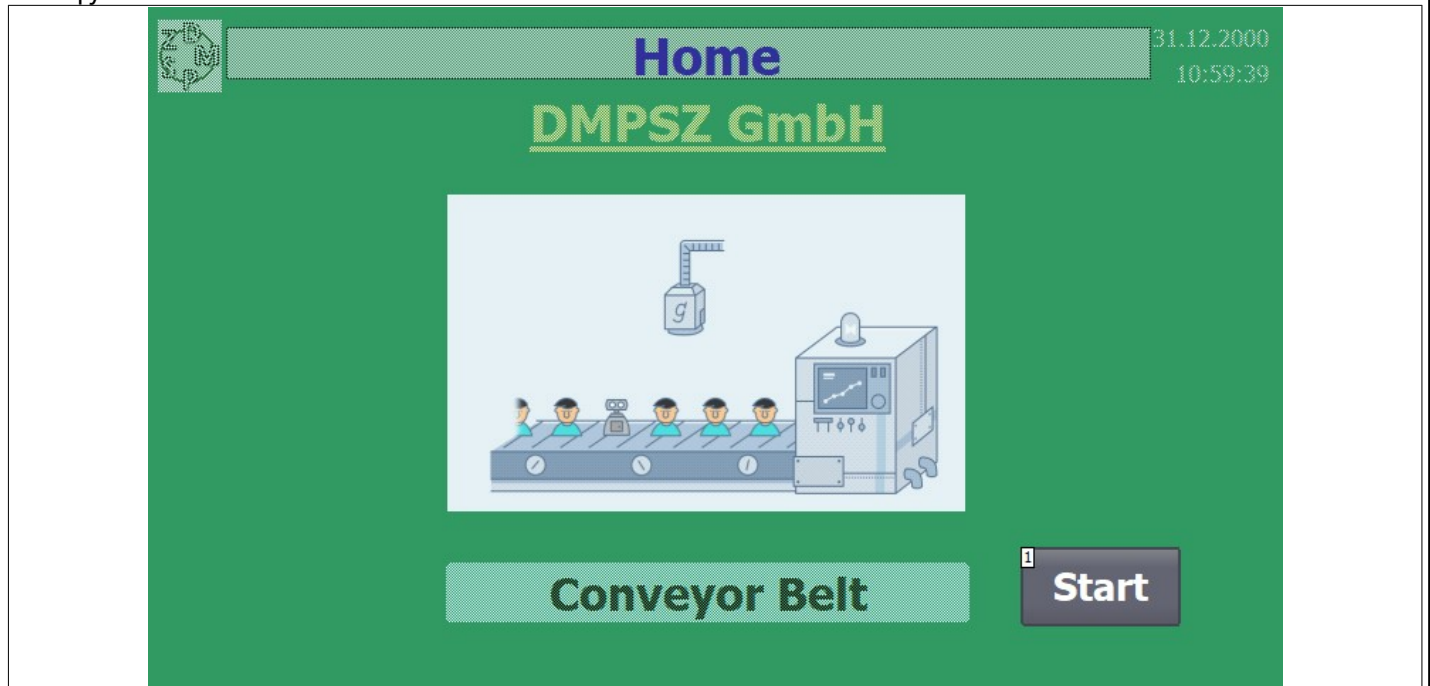 Home
31.12.2000
10:59:39
Z D M S P
DMPSZ GmbH
g
Conveyor Belt
1
Start